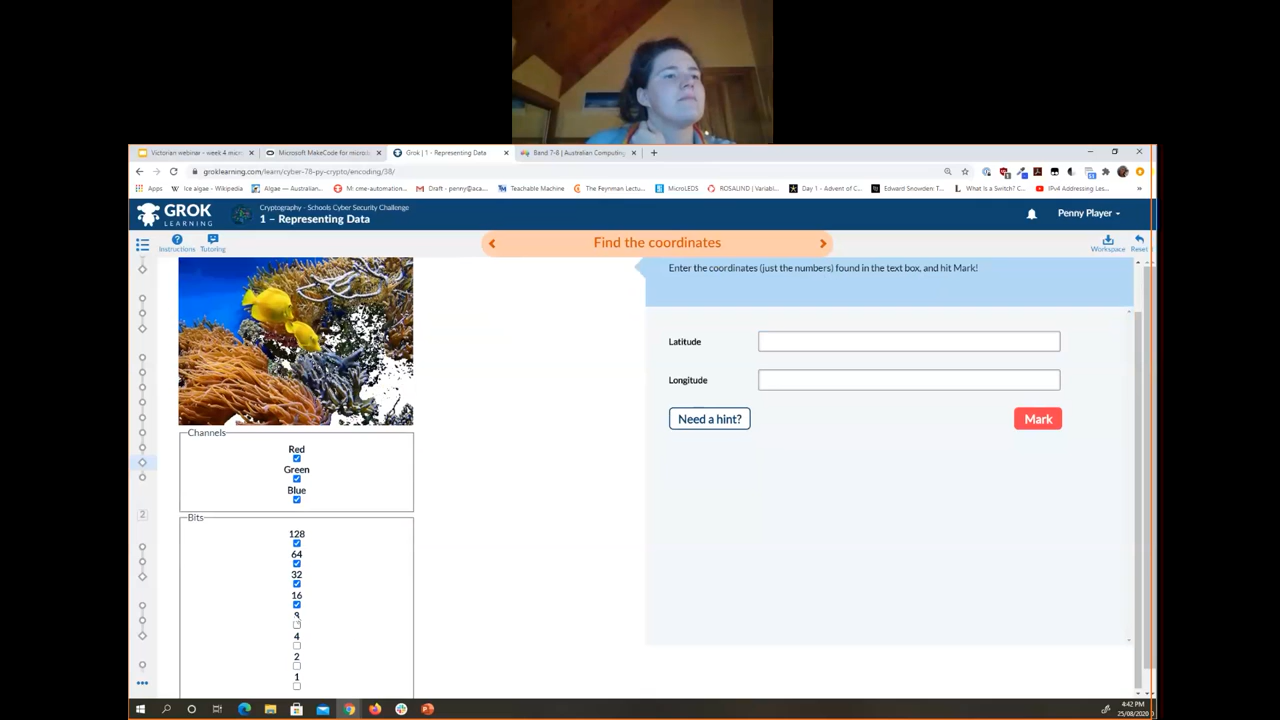 Victorian webinar - week 4 micr
Microsoft MakeCode for micro:b
Grok | 1 - Representing Data
Band 7-8 | Australian Computing
groklearning.com/learn/cyber-78-py-crypto/encoding/38/
Apps
Ice algae - Wikipedia
Algae — Australian...
M: cme-automation...
Draft - penny@aca...
Teachable Machine
The Feynman Lectu...
MicroLEDS
ROSALIND | Variabl...
Day 1 - Advent of C...
Edward Snowden: T...
What Is a Switch? C...
IPv4 Addressing Les...
GROK
LEARNING
Cryptography - Schools Cyber Security Challenge
1 – Representing Data
Penny Player
Instructions
Tutoring
Find the coordinates
Workspace
Reset
Enter the coordinates (just the numbers) found in the text box, and hit Mark!
Latitude
Longitude
Need a hint?
Mark
Channels
Red
Green
Blue
Bits
128
64
32
16
8
4
2
1
2
4:42 PM
25/08/2020